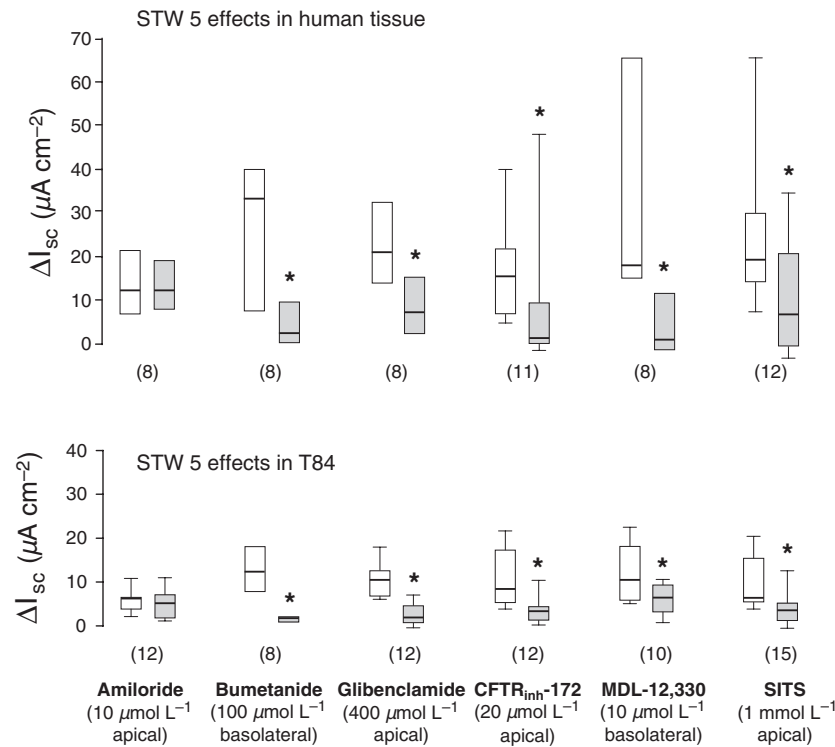 STW 5 effects in human tissue
70
60
50
40
30
20
10
0
ΔIsc (μA cm−2)
*
*
*
*
*
(8)
(8)
(8)
(11)
(8)
(12)
STW 5 effects in T84
40
30
20
10
0
ΔIsc (μA cm−2)
*
*
*
*
*
(12)
(8)
(12)
(12)
(10)
(15)
Amiloride
(10 μmol L−1
apical)
Bumetanide
(100 μmol L−1
basolateral)
Glibenclamide
(400 μmol L−1
apical)
CFTRinh-172
(20 μmol L−1
apical)
MDL-12,330
(10 μmol L−1
basolateral)
SITS
(1 mmol L−1
apical)